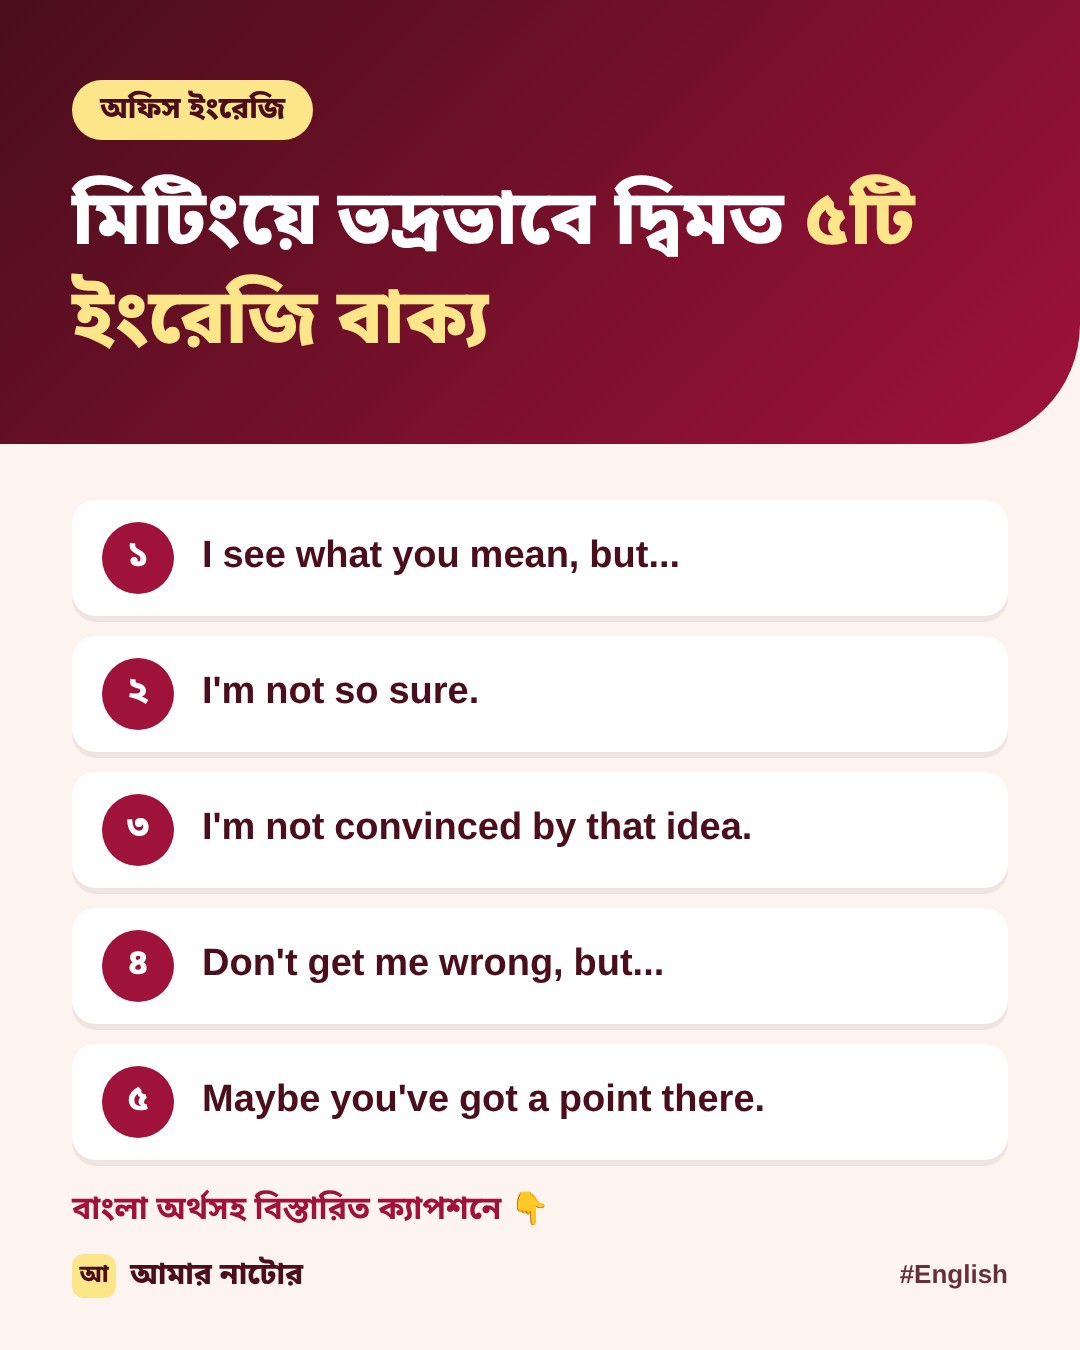 অফিস ইংরেজি
মিটিংয়ে ভদ্রভাবে দ্বিমত ৫টি
ইংরেজি বাক্য
১ I see what you mean, but...
২ I'm not so sure.
৩ I'm not convinced by that idea.
৪ Don't get me wrong, but...
৫ Maybe you've got a point there.
বাংলা অর্থসহ বিস্তারিত ক্যাপশনে 👇
আ আমার নাটোর #English